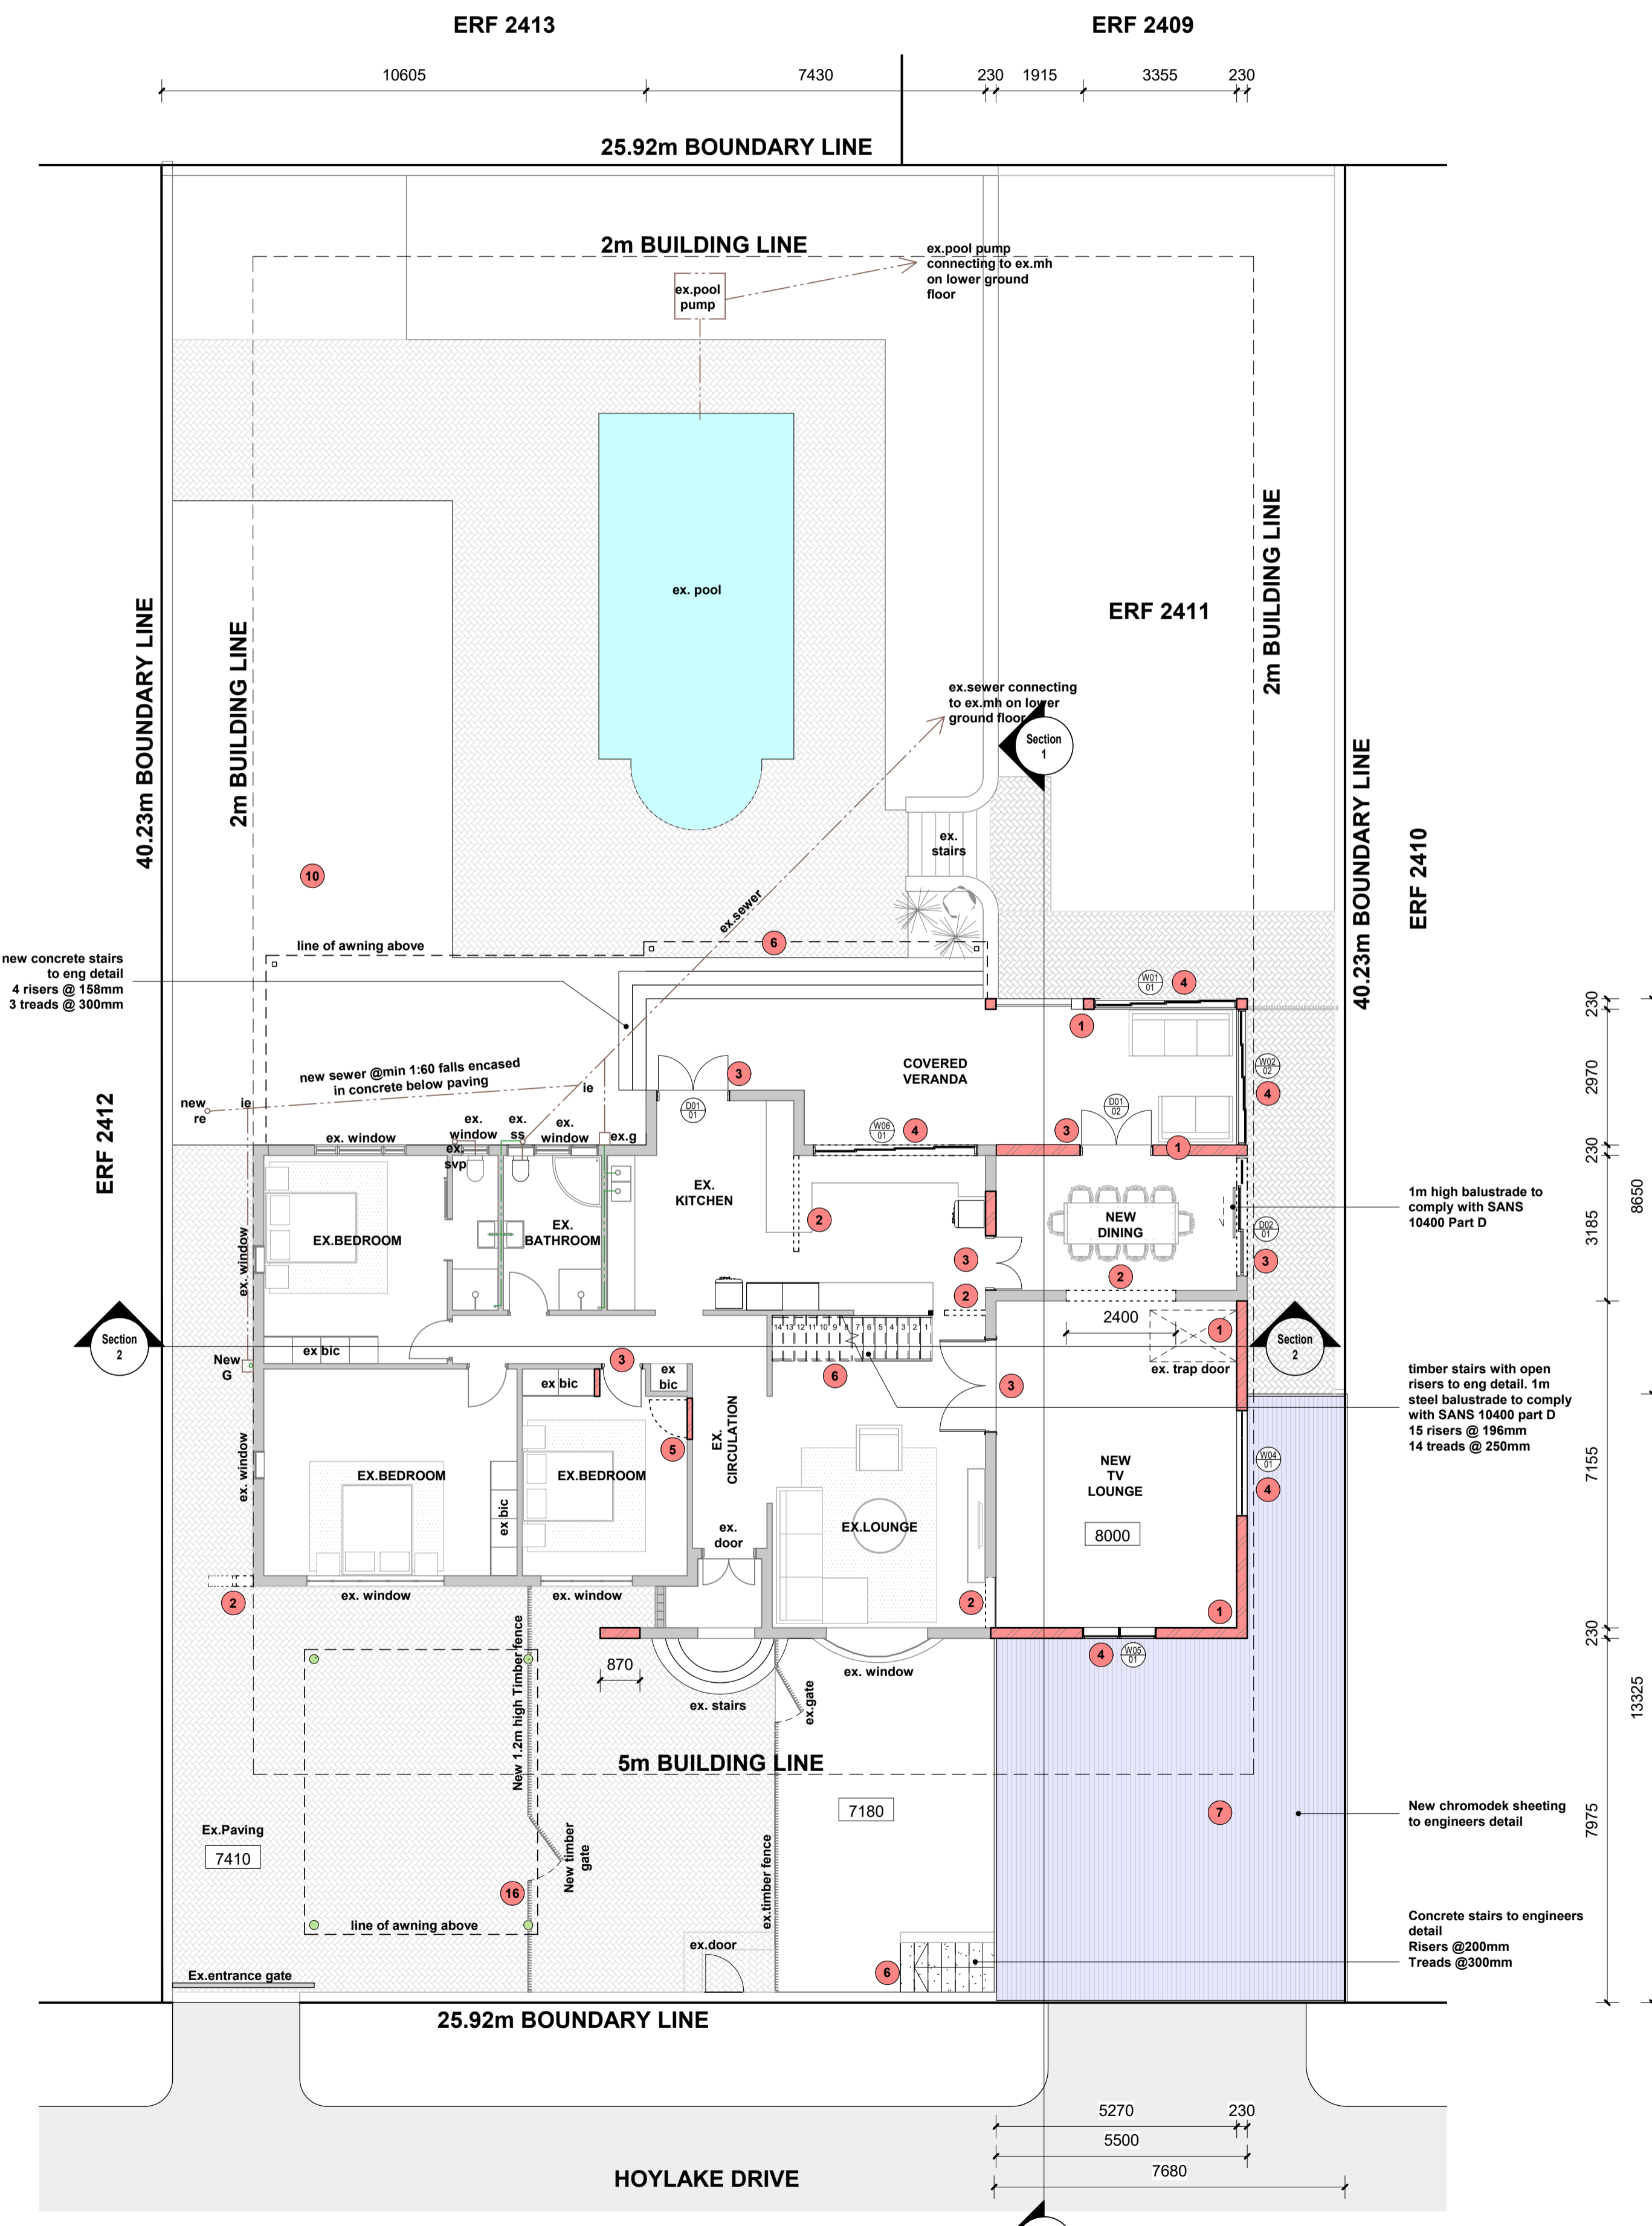 ERF 2413
ERF 2409
10605
7430
230
1915
3355
230
25.92m BOUNDARY LINE
2m BUILDING LINE
ex.pool pump
connecting to ex.mh
on lower ground
floor
ex.pool
pump
2m BUILDING LINE
ex. pool
ERF 2411
40.23m BOUNDARY LINE
2m BUILDING LINE
ex.sewer connecting
to ex.mh on lower
ground floor
Section
1
40.23m BOUNDARY LINE
ERF 2410
ex.
stairs
10
ex.sewer
line of awning above
6
new concrete stairs
to eng detail
4 risers @ 158mm
3 treads @ 300mm
W01
01
4
230
1
COVERED
VERANDA
3
W02
02
4
2970
new sewer @min 1:60 falls encased
in concrete below paving
new
re
ie
ie
D01
01
D01
02
ERF 2412
ex. window
ex.
window
ex.
ss
ex.
window
ex.g
ex.
svp
W06
01
4
3
1
230
8650
EX.
KITCHEN
1m high balustrade to
comply with SANS
10400 Part D
EX.BEDROOM
EX.
BATHROOM
2
NEW
DINING
D02
01
3185
ex. window
3
3
2
2
2400
14
13
12
11
10
9
8
7
6
5
4
3
2
1
1
Section
2
ex bic
New
G
3
6
ex. trap door
Section
2
ex bic
ex
bic
3
timber stairs with open
risers to eng detail. 1m
steel balustrade to comply
with SANS 10400 part D
15 risers @ 196mm
14 treads @ 250mm
5
EX.
CIRCULATION
ex. window
EX.BEDROOM
ex bic
EX.BEDROOM
NEW
TV
LOUNGE
W04
01
4
7155
ex.
door
EX.LOUNGE
8000
2
ex. window
ex. window
2
1
230
870
ex. stairs
ex. window
4
W05
01
ex.gate
New 1.2m high Timber fence
13325
5m BUILDING LINE
7180
7
New chromodek sheeting
to engineers detail
7975
Ex.Paving
7410
New timber
gate
16
ex.timber fence
line of awning above
Concrete stairs to engineers
detail
Risers @200mm
Treads @300mm
ex.door
6
Ex.entrance gate
25.92m BOUNDARY LINE
5270
230
5500
7680
HOYLAKE DRIVE